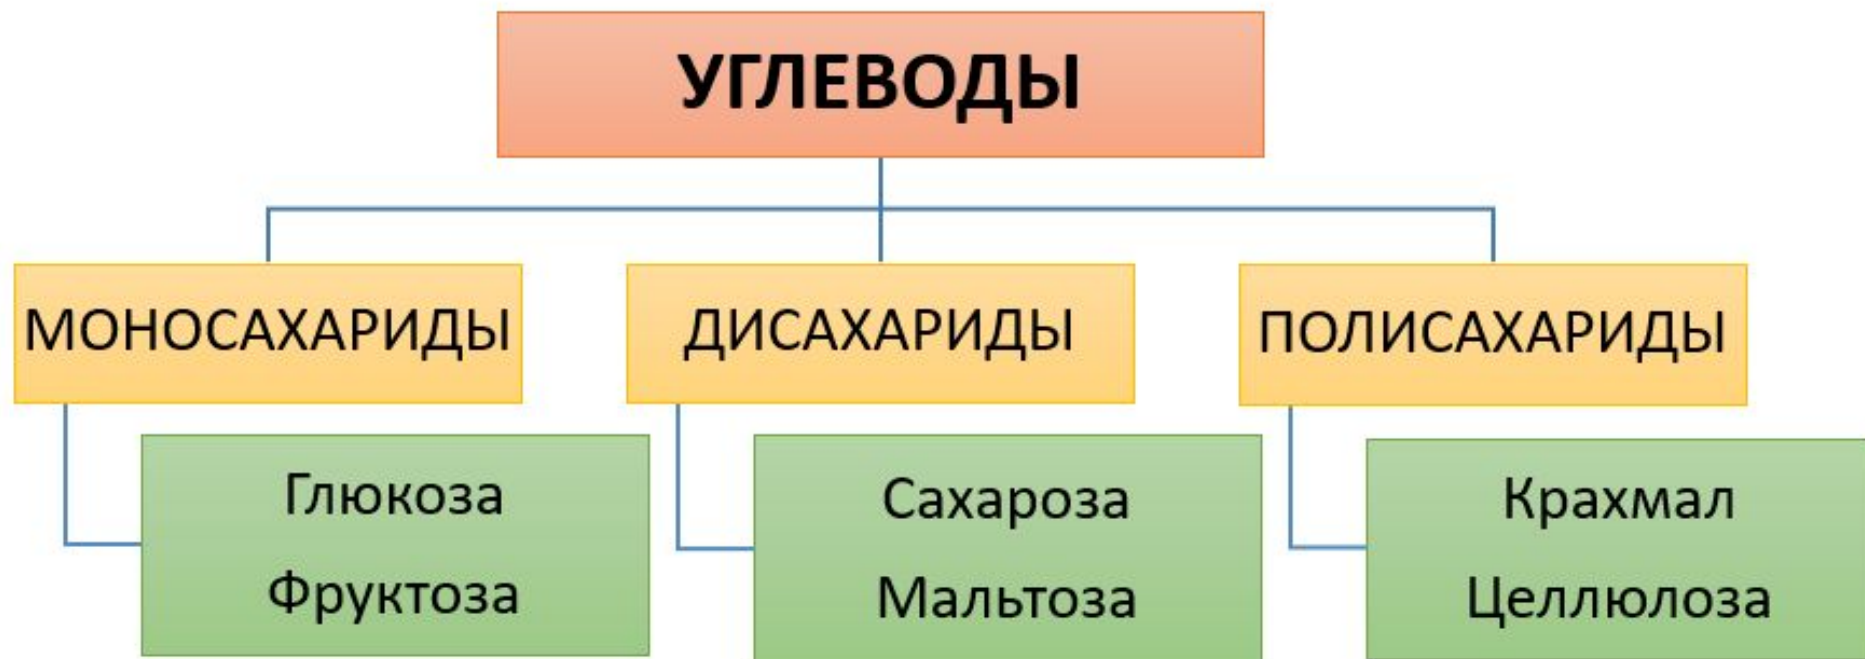 УГЛЕВОДЫ
МОНОСАХАРИДЫ
Глюкоза
Фруктоза
ДИСАХАРИДЫ
Сахароза
Мальтоза
ПОЛИСАХАРИДЫ
Крахмал
Целлюлоза